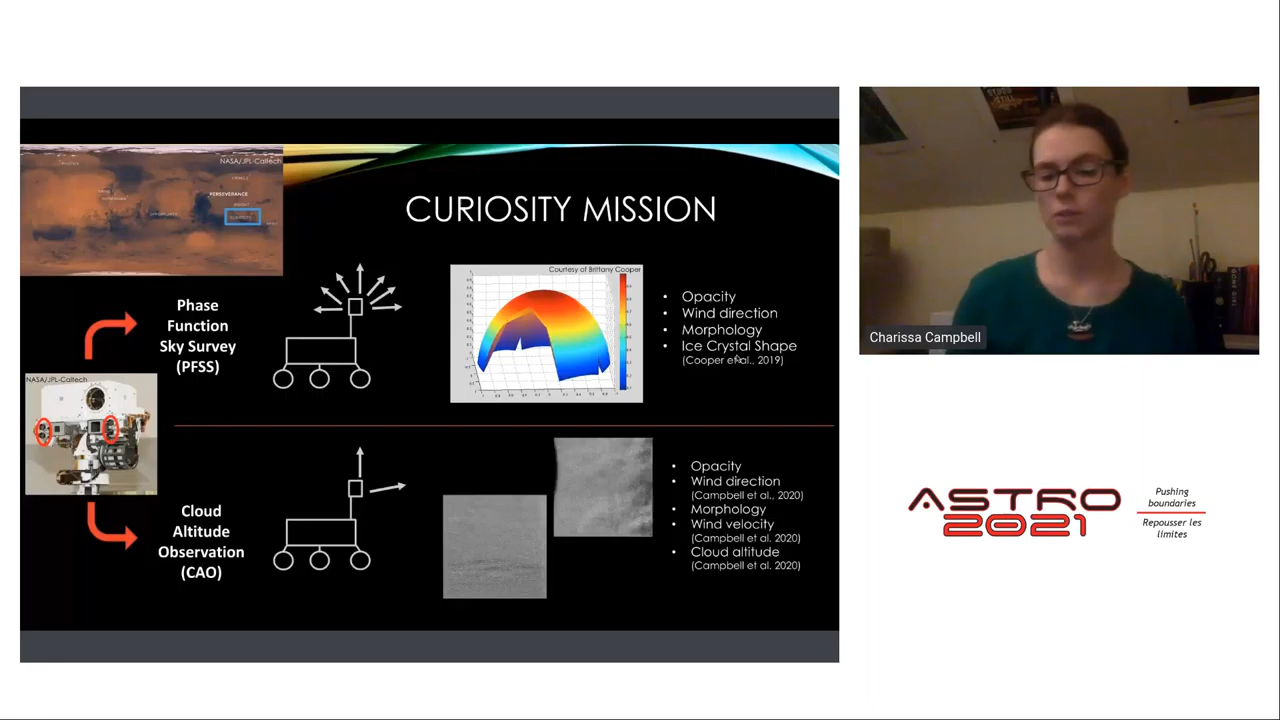 NASA/JPL-Caltech
PERSEVERANCE
CURIOSITY MISSION
Phase
Function
Sky Survey
(PFSS)
Courtesy of Brittany Cooper
• Opacity
• Wind direction
• Morphology
• Ice Crystal Shape
(Cooper et al., 2019)
NASA/JPL-Caltech
Cloud
Altitude
Observation
(CAO)
• Opacity
• Wind direction
(Campbell et al., 2020)
• Morphology
• Wind velocity
(Campbell et al. 2020)
• Cloud altitude
(Campbell et al. 2020)
Charissa Campbell
ASTRO
2021
Pushing
boundaries
Repousser les
limites